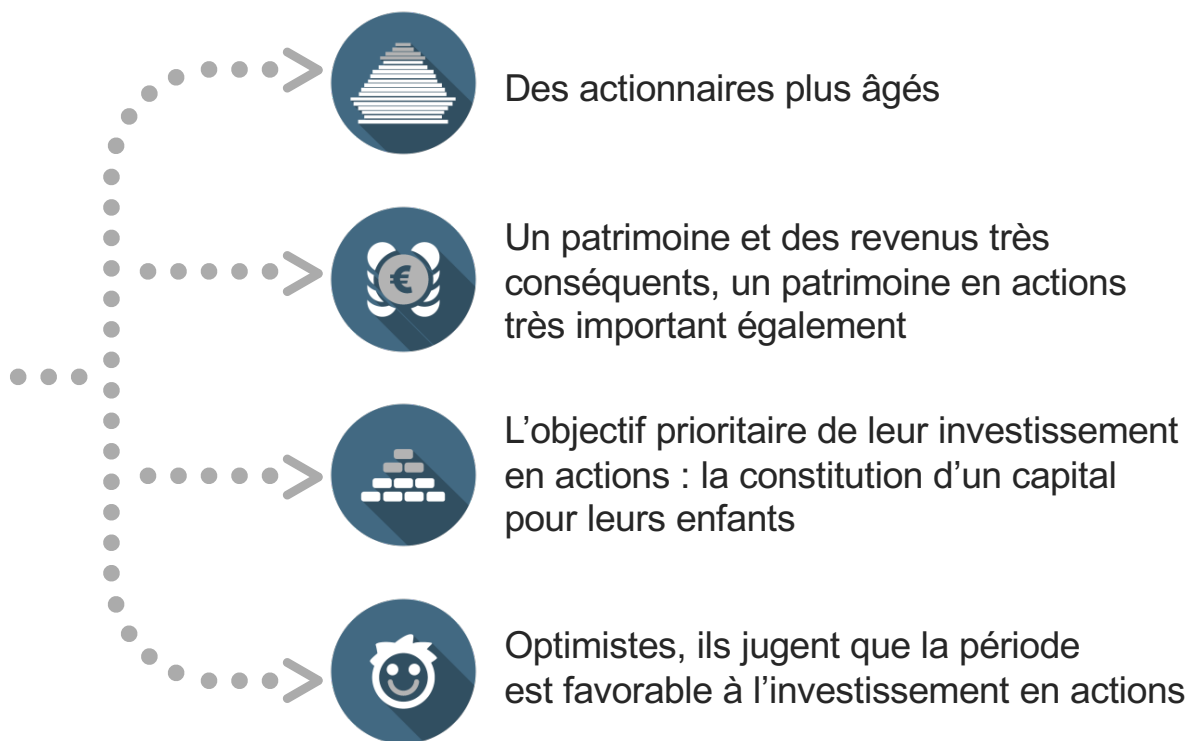 Des actionnaires plus âgés
Un patrimoine et des revenus très
conséquents, un patrimoine en actions
très important également
€
L’objectif prioritaire de leur investissement
en actions : la constitution d’un capital
pour leurs enfants
Optimistes, ils jugent que la période
est favorable à l’investissement en actions